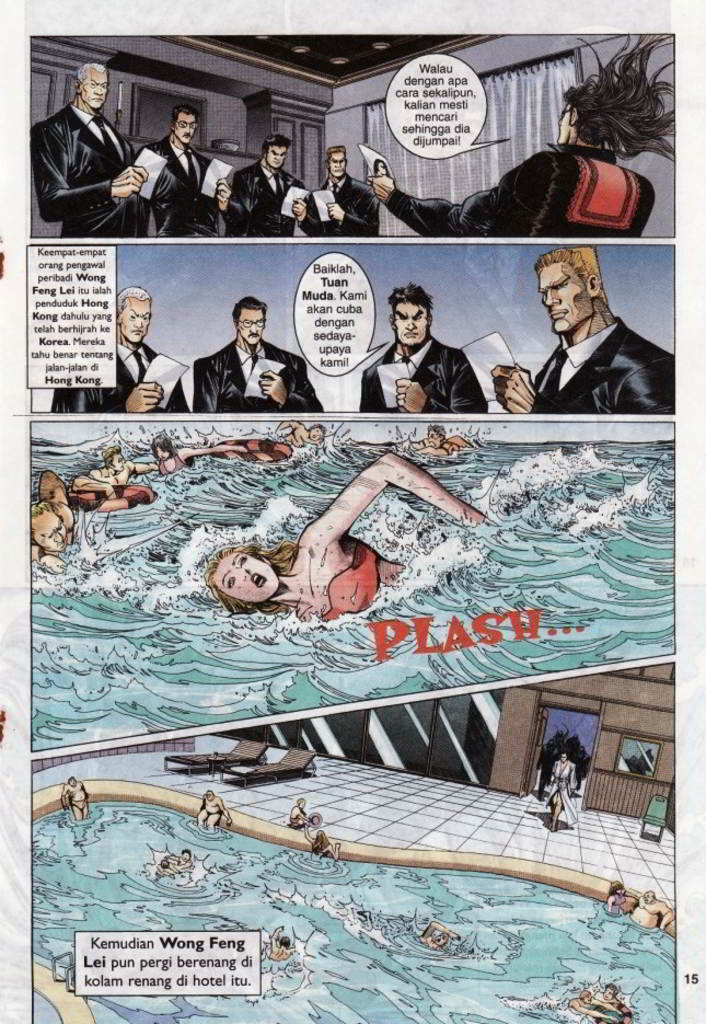 Walau
dengan apa
cara sekalipun,
kalian mesti
mencari
sehingga dia
dijumpai!
Keempat-empat
orang pengawal
peribadi Wong
Feng Lei itu ialah
penduduk Hong
Kong dahulu yang
telah berhijrah ke
Korea. Mereka
tahu benar tentang
jalan-jalan di
Hong Kong.
Baiklah,
Tuan
Muda. Kami
akan cuba
dengan
sedaya-
upaya
kami!
PLASH...
Kemudian Wong Feng
Lei pun pergi berenang di
kolam renang di hotel itu.
15